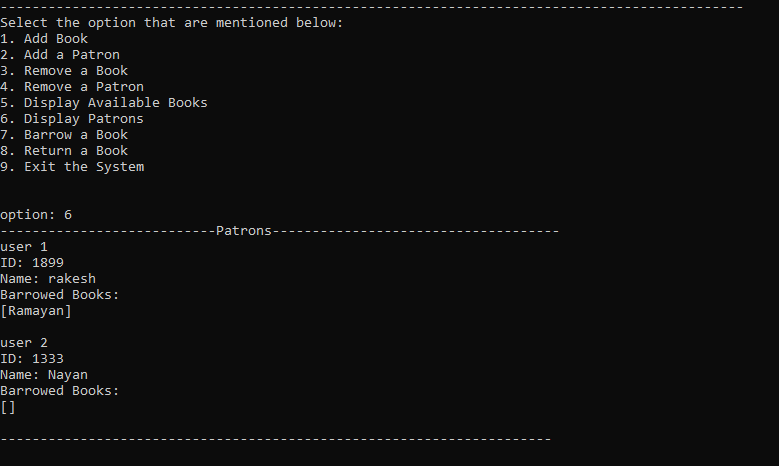 ---------------------------------------------------------------------------------------------
Select the option that are mentioned below:
1. Add Book
2. Add a Patron
3. Remove a Book
4. Remove a Patron
5. Display Available Books
6. Display Patrons
7. Barrow a Book
8. Return a Book
9. Exit the System
option: 6
---------------------------Patrons------------------------------------
user 1
ID: 1899
Name: rakesh
Barrowed Books:
[Ramayan]
user 2
ID: 1333
Name: Nayan
Barrowed Books:
[]
---------------------------------------------------------------------